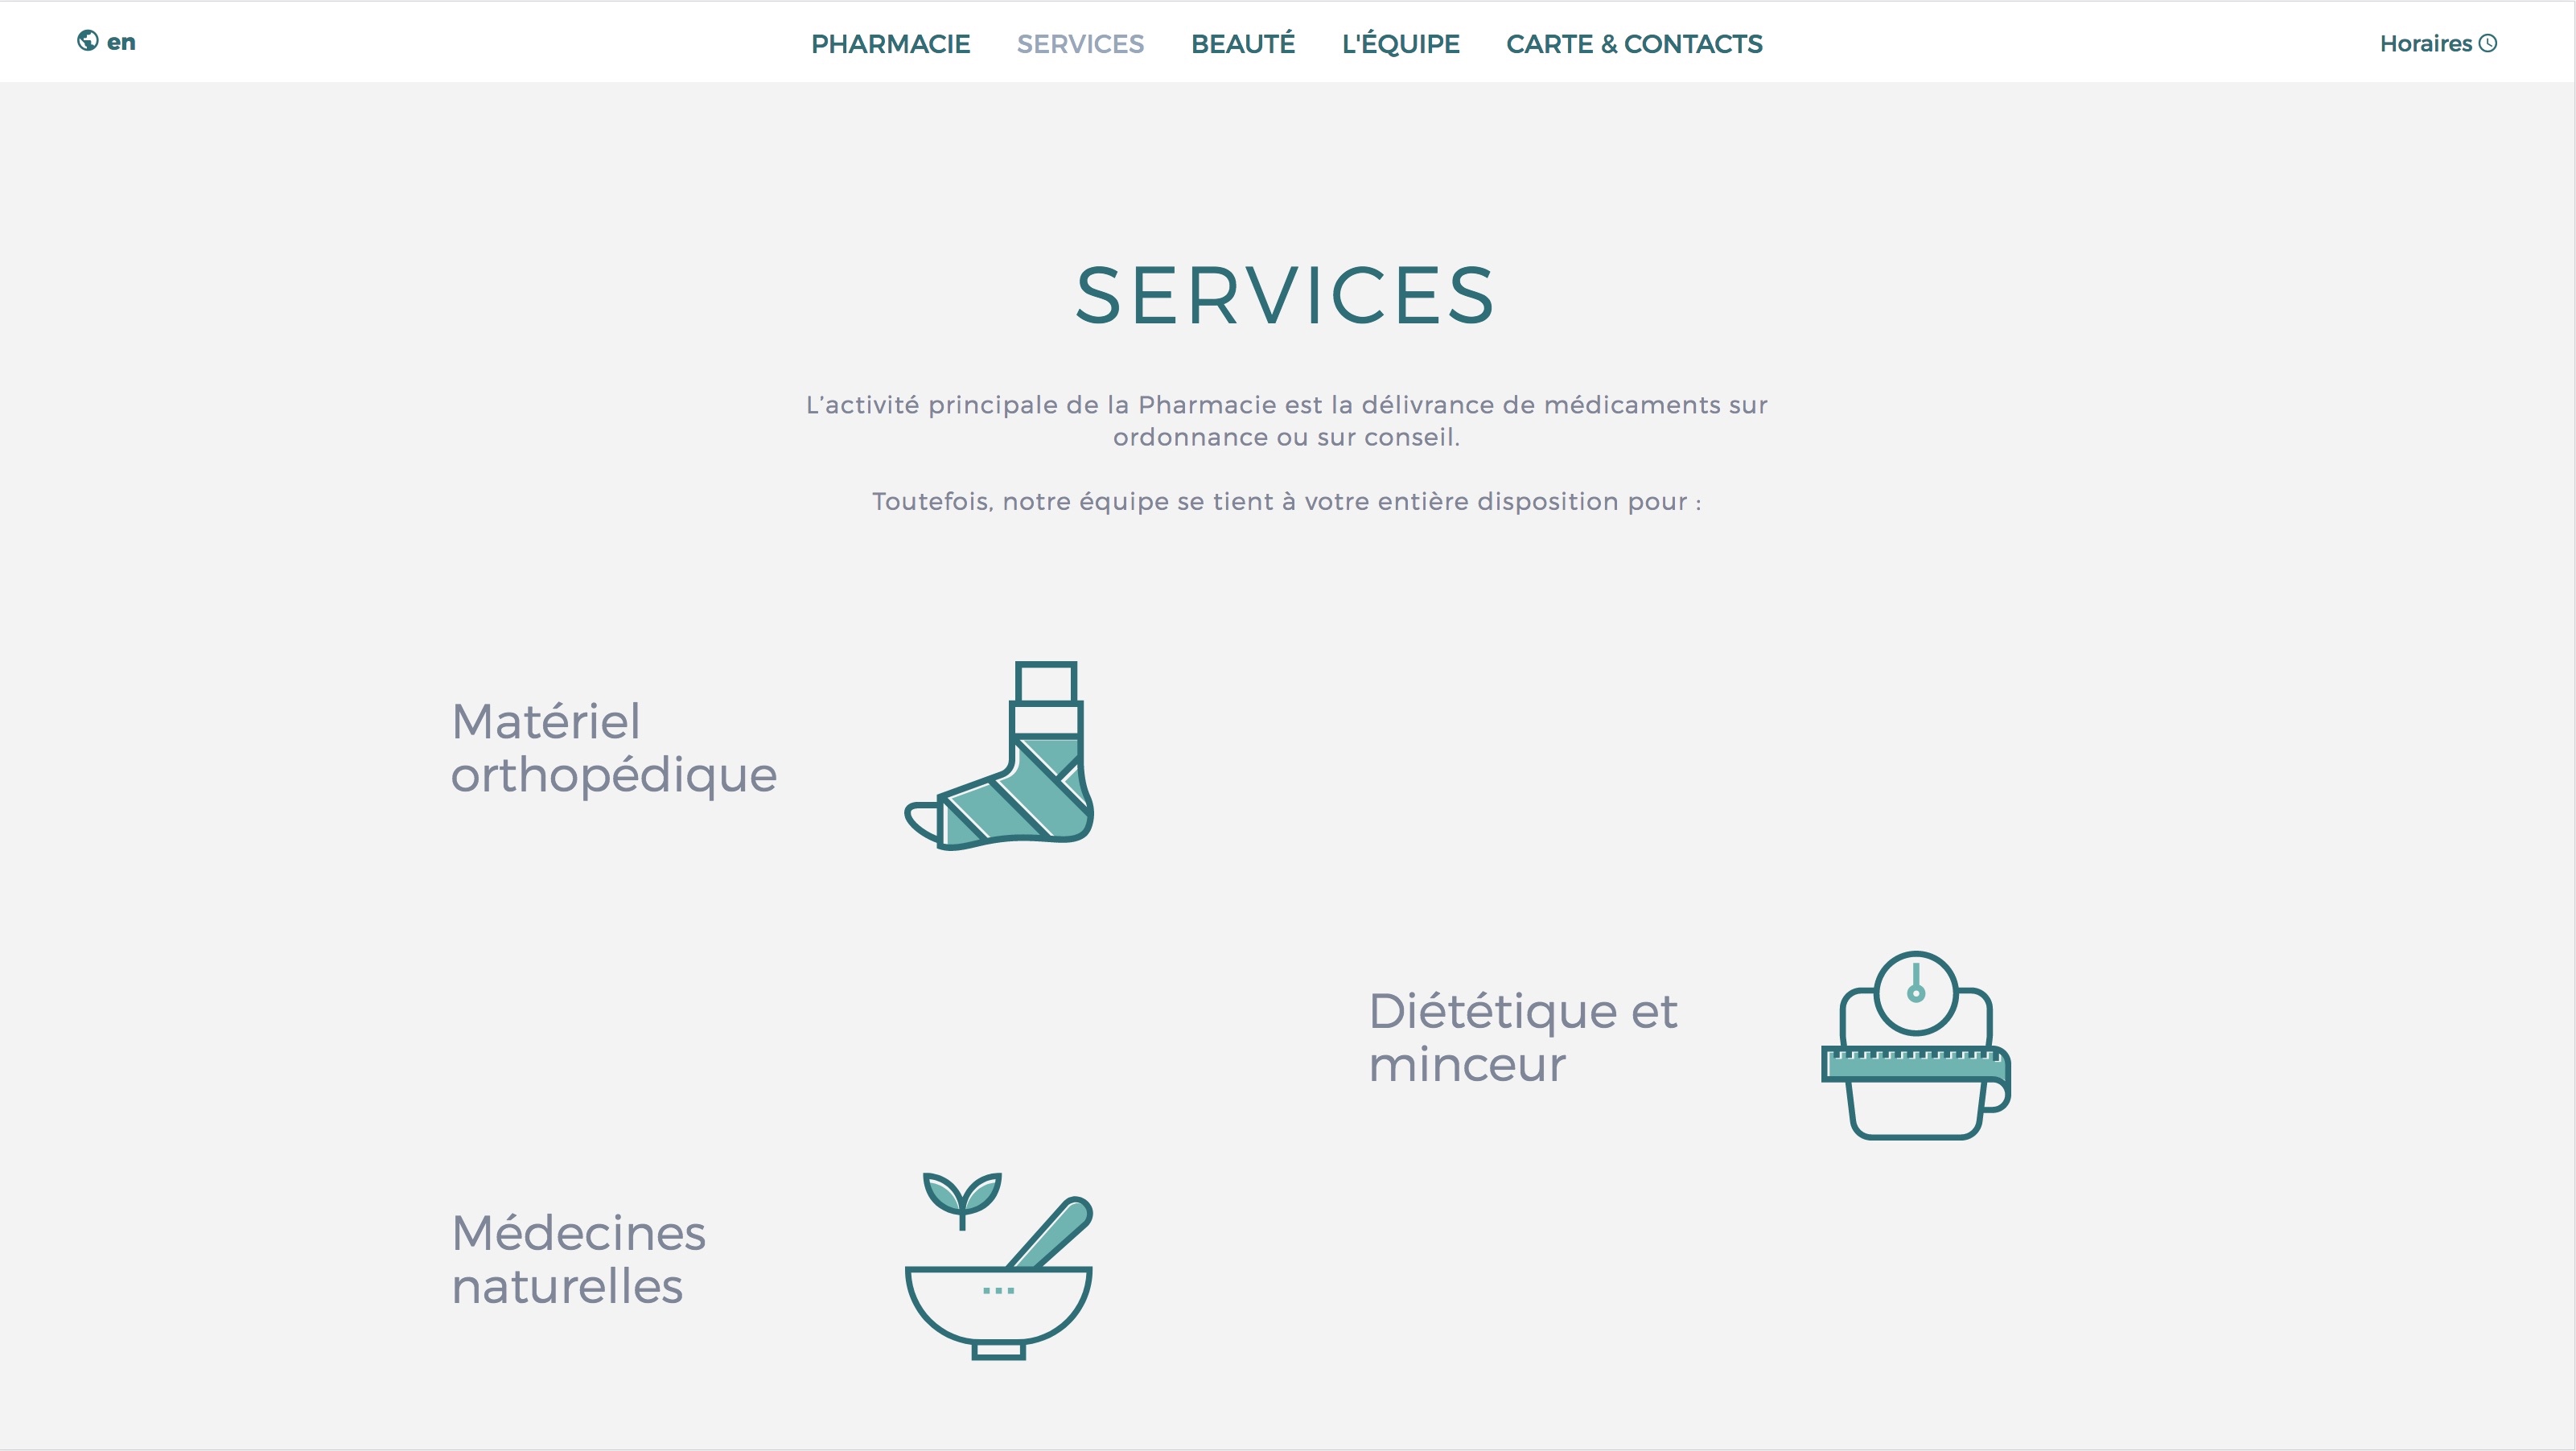 en
PHARMACIE SERVICES BEAUTÉ L'ÉQUIPE CARTE & CONTACTS
Horaires
SERVICES
L’activité principale de la Pharmacie est la délivrance de médicaments sur
ordonnance ou sur conseil.
Toutefois, notre équipe se tient à votre entière disposition pour :
Matériel
orthopédique
Diététique et
minceur
Médecines
naturelles